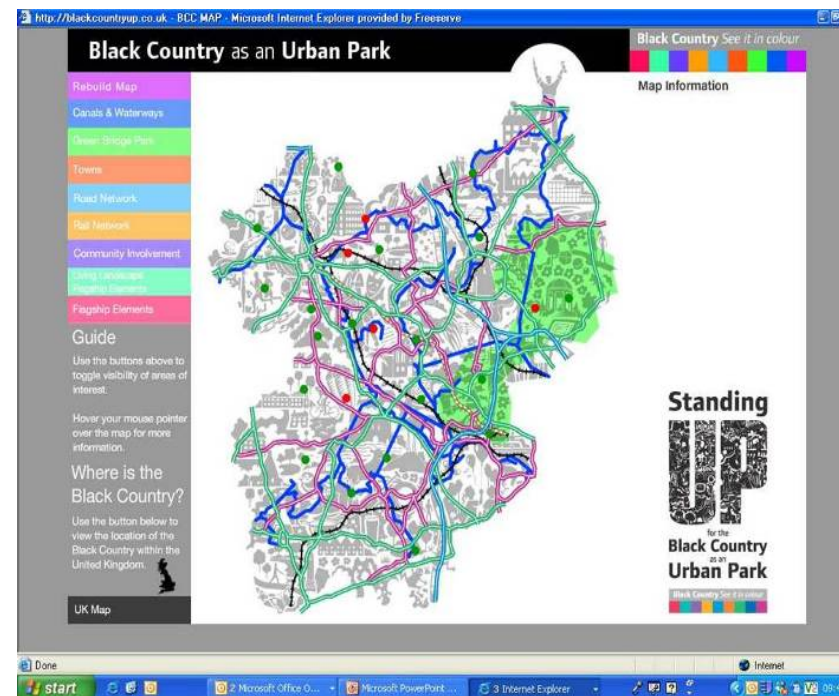 http://blackcountryup.co.uk - BCC MAP - Microsoft Internet Explorer provided by Freeserve
Black Country as an Urban Park
Black Country See it in colour
Map Information
Rebuild Map
Canals & Waterways
Green Bridge Park
Towns
Road Network
Rail Network
Community Involvement
Living Landscape
Flagship Elements
Flagship Elements
Guide
Use the buttons above to
toggle visibility of areas of
interest.
Hover your mouse pointer
over the map for more
information.
Where is the
Black Country?
Use the button below to
view the location of the
Black Country within the
United Kingdom.
UK Map
Standing
UP
for the
Black Country
as an
Urban Park
Black Country See it in colour
Done
Internet
start
2 Microsoft Office O...
Microsoft PowerPoint ...
3 Internet Explorer